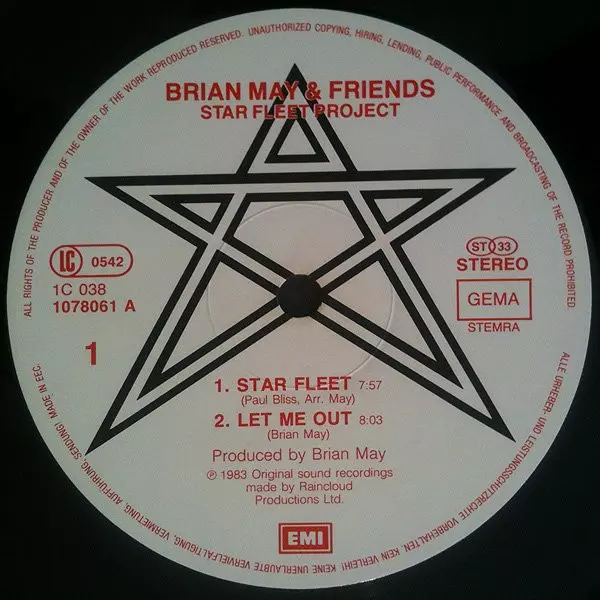 ALL RIGHTS OF THE PRODUCER AND OF THE OWNER OF THE WORK REPRODUCED RESERVED. UNAUTHORIZED COPYING, HIRING, LENDING, PUBLIC PERFORMANCE AND BROADCASTING OF THE RECORD PROHIBITED.
BRIAN MAY & FRIENDS
STAR FLEET PROJECT
LC 0542
1C 038
1078061 A
1
ST 33
STEREO
GEMA
STEMRA
1. STAR FLEET 7:57
(Paul Bliss, Arr. May)
2. LET ME OUT 8:03
(Brian May)
Produced by Brian May
℗ 1983 Original sound recordings
made by Raincloud
Productions Ltd.
EMI
ALLE URHEBER- UND LEISTUNGSSCHUTZRECHTE VORBEHALTEN. KEIN VERLEIH! KEINE UNERLAUBTE VERVIELFÄLTIGUNG, VERMIETUNG, AUFFÜHRUNG, SENDUNG! MADE IN EEC.